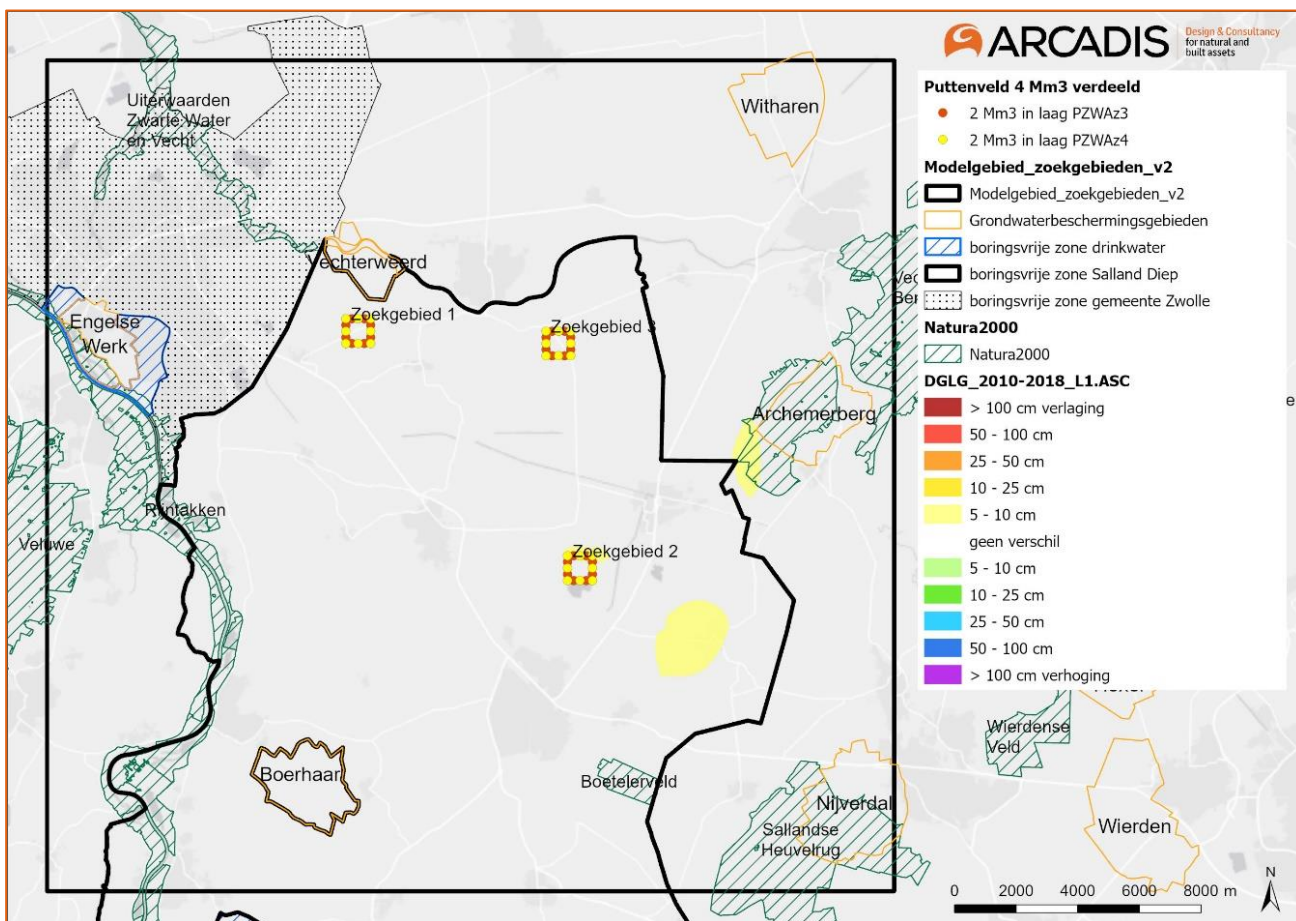 ARCADIS
Design & Consultancy
for natural and
built assets
Puttenveld 4 Mm3 verdeeld
2 Mm3 in laag PZWAz3
2 Mm3 in laag PZWAz4
Modelgebied_zoekgebieden_v2
Modelgebied_zoekgebieden_v2
Grondwaterbeschermingsgebieden
boringsvrije zone drinkwater
boringsvrije zone Salland Diep
boringsvrije zone gemeente Zwolle
Natura2000
Natura2000
DGLG_2010-2018_L1.ASC
> 100 cm verlaging
50 - 100 cm
25 - 50 cm
10 - 25 cm
5 - 10 cm
geen verschil
5 - 10 cm
10 - 25 cm
25 - 50 cm
50 - 100 cm
> 100 cm verhoging
Uiterwaarden
Zwarte Water
en Vecht
Witharen
Vechterweerd
Zoekgebied 1
Zoekgebied 3
Engelse
Werk
Archemerberg
Rijntakken
Veluwe
Zoekgebied 2
Boerhaar
Boetelerveld
Nijverdal
Sallandse
Heuvelrug
Wierdense
Veld
Wierden
N
0 2000 4000 6000 8000 m